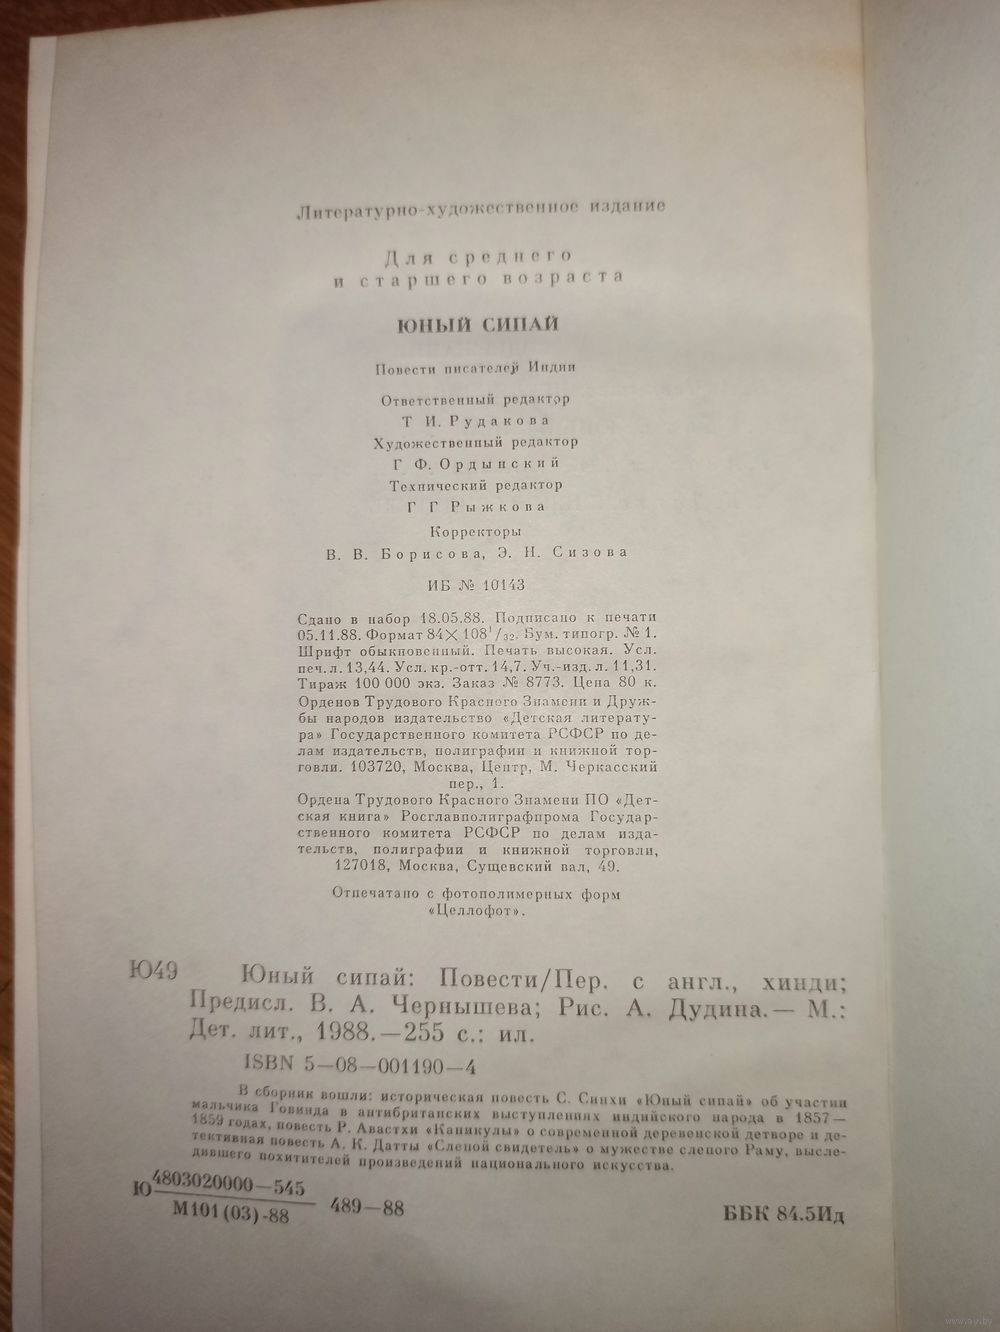 Литературно-художественное издание
Для среднего
и старшего возраста
ЮНЫЙ СИПАЙ
Повести писателей Индии
Ответственный редактор
Т И. Рудакова
Художественный редактор
Г Ф. Ордынский
Технический редактор
Г Г Рыжкова
Корректоры
В. В. Борисова, Э. Н. Сизова
ИБ № 10143
Сдано в набор 18.05.88. Подписано к печати
05.11.88. Формат 84×108¹/₃₂. Бум. типогр. № 1.
Шрифт обыкновенный. Печать высокая. Усл.
печ. л. 13,44. Усл. кр.-отт. 14,7. Уч.-изд. л. 11,31.
Тираж 100 000 экз. Заказ № 8773. Цена 80 к.
Орденов Трудового Красного Знамени и Друж-
бы народов издательство «Детская литерату-
ра» Государственного комитета РСФСР по де-
лам издательств, полиграфии и книжной тор-
говли. 103720, Москва, Центр, М. Черкасский
пер., 1.
Ордена Трудового Красного Знамени ПО «Дет-
ская книга» Росглавполиграфпрома Государ-
ственного комитета РСФСР по делам изда-
тельств, полиграфии и книжной торговли,
127018, Москва, Сущевский вал, 49.
Отпечатано с фотополимерных форм
«Целлофот».
Ю49 Юный сипай: Повести/Пер. с англ., хинди;
Предисл. В. А. Чернышева; Рис. А. Дудина.— М.:
Дет. лит., 1988.—255 с.: ил.
ISBN 5—08—001190—4
В сборник вошли: историческая повесть С. Синхи «Юный сипай» об участии
мальчика Говинда в антибританских выступлениях индийского народа в 1857—
1859 годах, повесть Р. Авастхи «Каникулы» о современной деревенской детворе и де-
тективная повесть А. К. Датты «Слепой свидетель» о мужестве слепого Раму, высле-
дившего похитителей произведений национального искусства.
Ю 4803020000—545
М101(03)-88 489—88
ББК 84.5Ид
www.ay.by